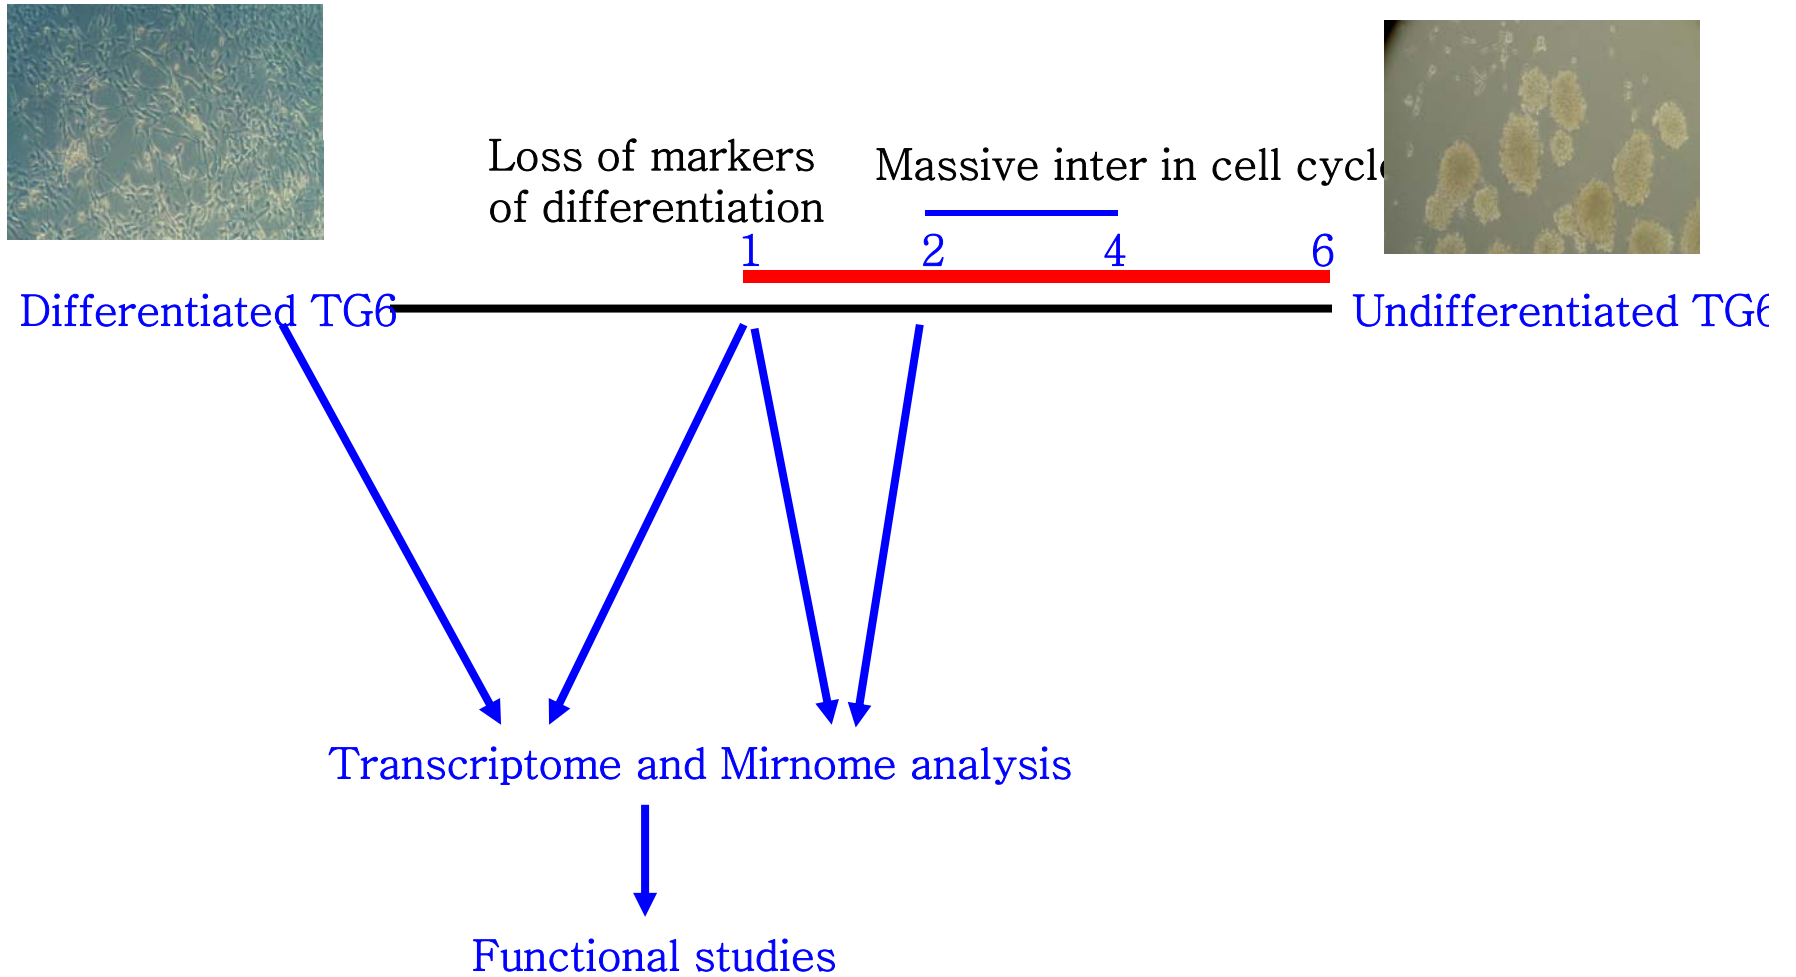 Loss of markers
of differentiation
Massive inter in cell cycle
1 2 4 6
Differentiated TG6
Undifferentiated TG6
Transcriptome and Mirnome analysis
Functional studies